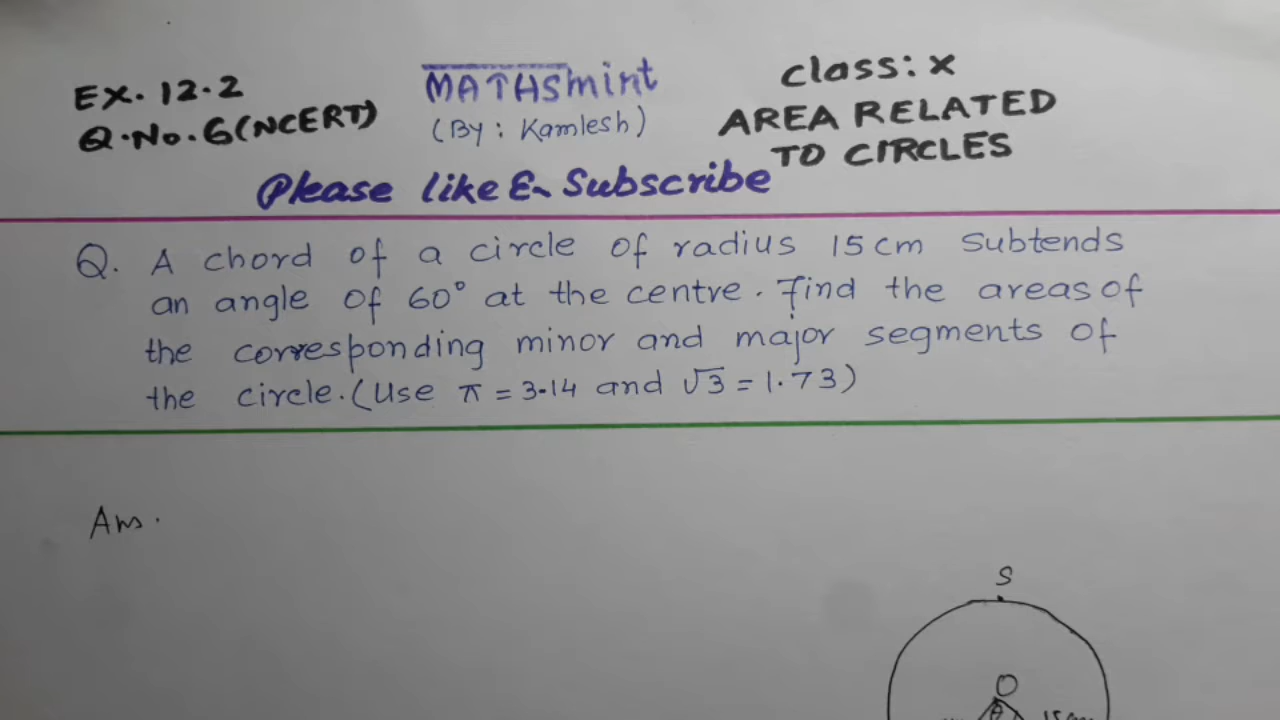 EX. 12.2
Q.No.6(NCERT)
MATHSmint
(By : Kamlesh)
class: x
AREA RELATED
TO CIRCLES
Please like & Subscribe
Q. A chord of a circle of radius 15cm subtends
an angle of 60° at the centre. Find the areas of
the corresponding minor and major segments of
the circle. (Use π = 3.14 and √3 = 1.73)
Ans.
S
O
θ